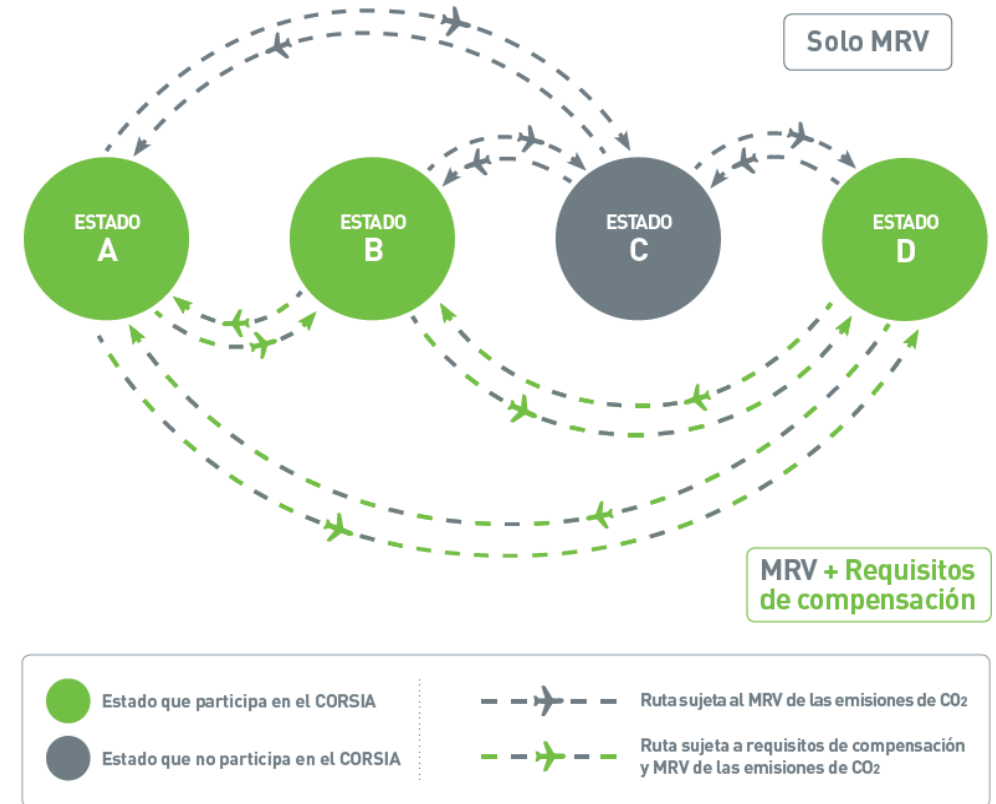 Solo MRV
ESTADO
A
ESTADO
B
ESTADO
C
ESTADO
D
MRV + Requisitos
de compensación
Estado que participa en el CORSIA
Estado que no participa en el CORSIA
Ruta sujeta al MRV de las emisiones de CO2
Ruta sujeta a requisitos de compensación
y MRV de las emisiones de CO2